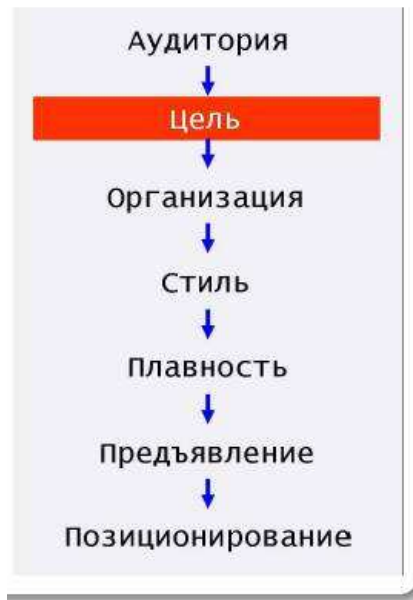 Аудитория
Цель
Организация
Стиль
Плавность
Предъявление
Позиционирование